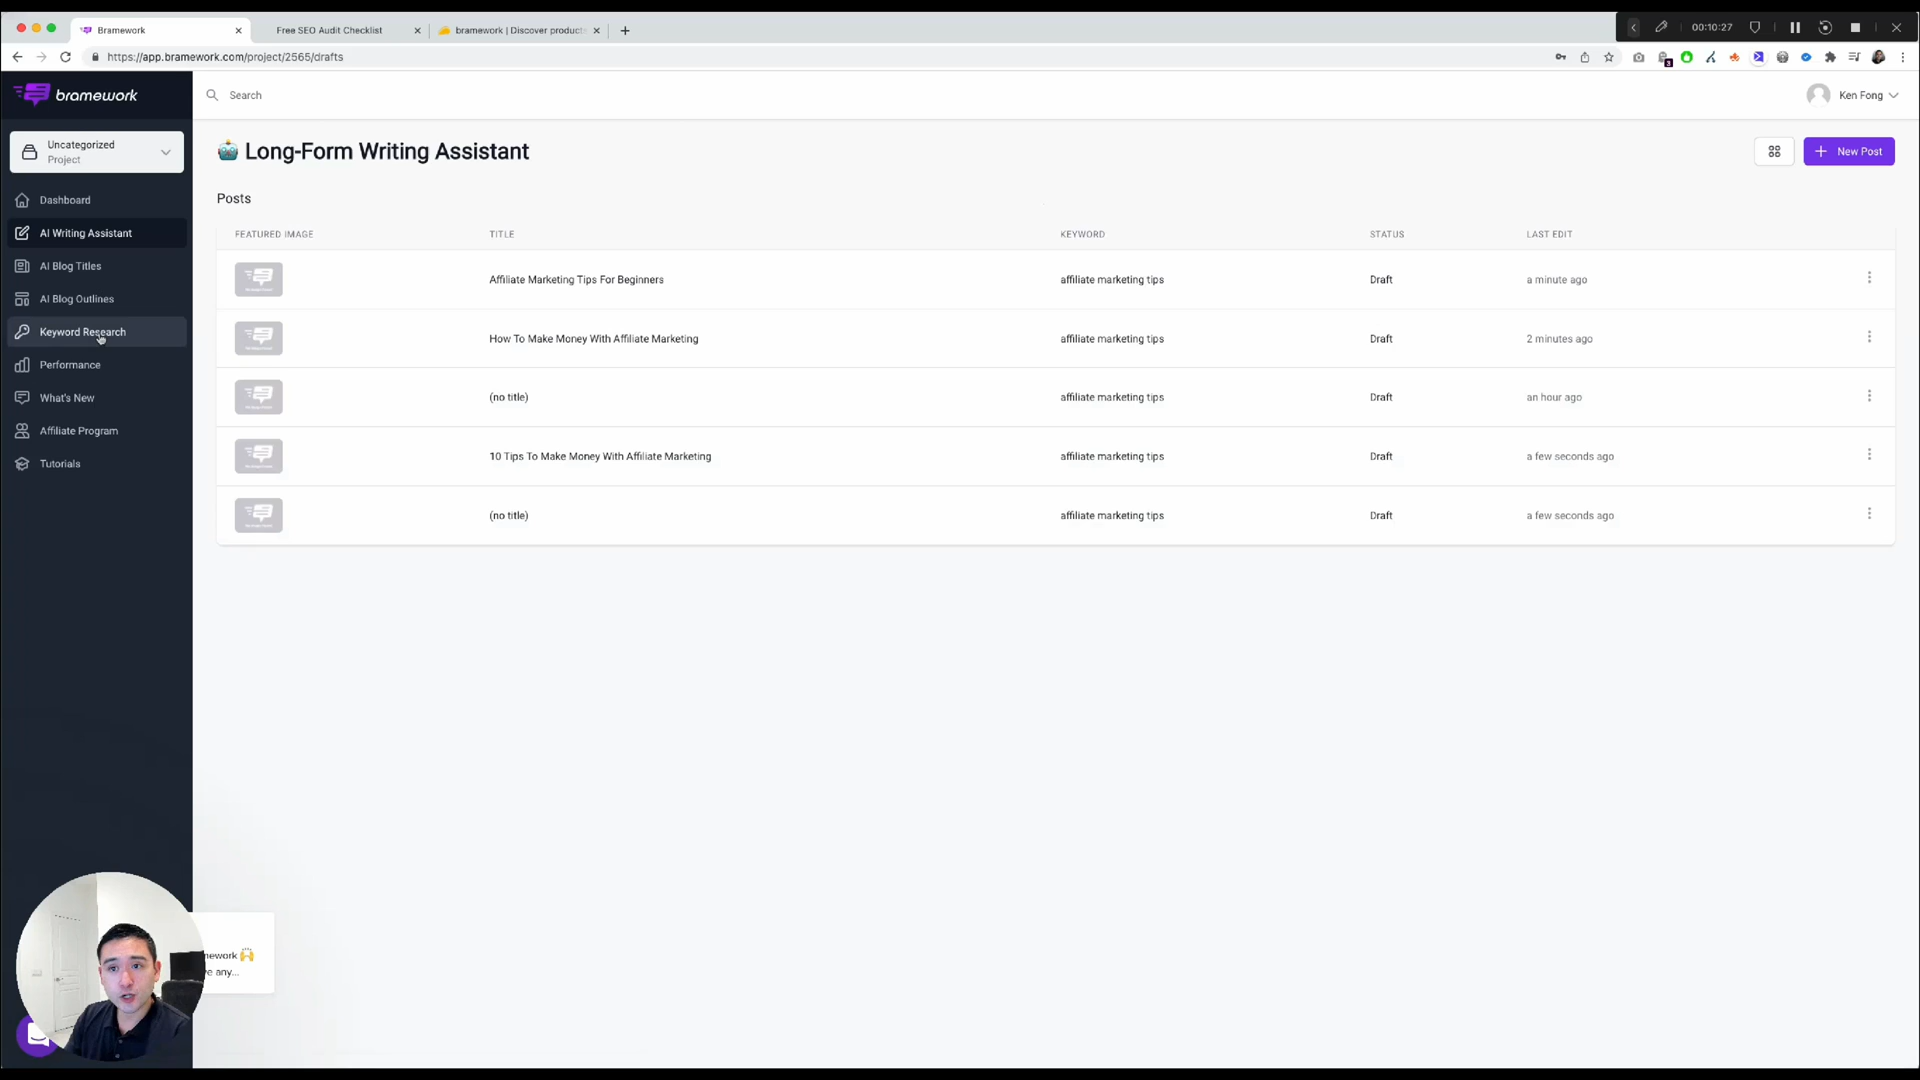 Bramework
Free SEO Audit Checklist
bramework | Discover product
00:10:27
https://app.bramework.com/project/2565/drafts
3
bramework
Search
Ken Fong
Uncategorized
Project
Long-Form Writing Assistant
New Post
Dashboard
AI Writing Assistant
AI Blog Titles
AI Blog Outlines
Keyword Research
Performance
What's New
Affiliate Program
Tutorials
Posts
FEATURED IMAGE TITLE KEYWORD STATUS LAST EDIT
Affiliate Marketing Tips For Beginners affiliate marketing tips Draft a minute ago
How To Make Money With Affiliate Marketing affiliate marketing tips Draft 2 minutes ago
(no title) affiliate marketing tips Draft an hour ago
10 Tips To Make Money With Affiliate Marketing affiliate marketing tips Draft a few seconds ago
(no title) affiliate marketing tips Draft a few seconds ago
mework
e any...